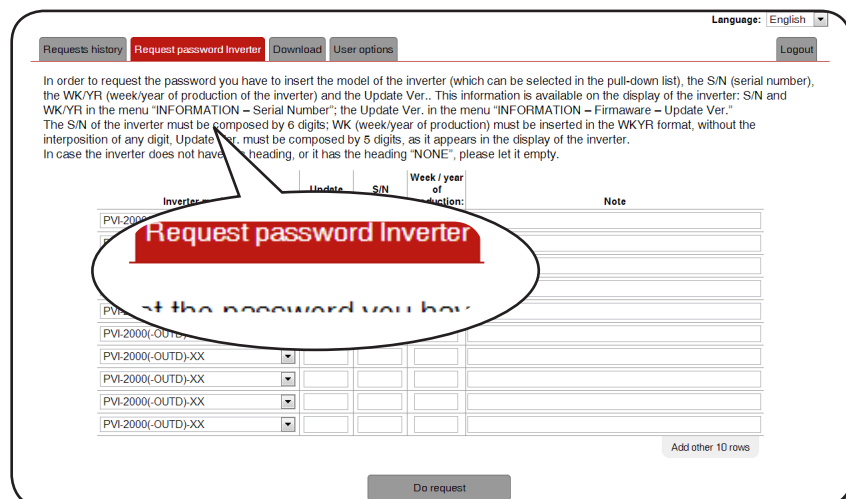 Language: English
Requests history Request password Inverter Download User options Logout
In order to request the password you have to insert the model of the inverter (which can be selected in the pull-down list), the S/N (serial number),
the WK/YR (week/year of production of the inverter) and the Update Ver.. This information is available on the display of the inverter: S/N and
WK/YR in the menu “INFORMATION – Serial Number”; the Update Ver. in the menu “INFORMATION – Firmaware – Update Ver.”
The S/N of the inverter must be composed by 6 digits; WK (week/year of production) must be inserted in the WKYR format, without the
interposition of any digit, Update Ver. must be composed by 5 digits, as it appears in the display of the inverter.
In case the inverter does not have heading, or it has the heading “NONE”, please let it empty.
Week / year
of
Update S/N
Inverter Note
Request password Inverter
the password you
PVI-2000(-OUTD)-XX
PVI-2000(-OUTD)-XX
PVI-2000(-OUTD)-XX
PVI-2000(-OUTD)-XX
Add other 10 rows
Do request